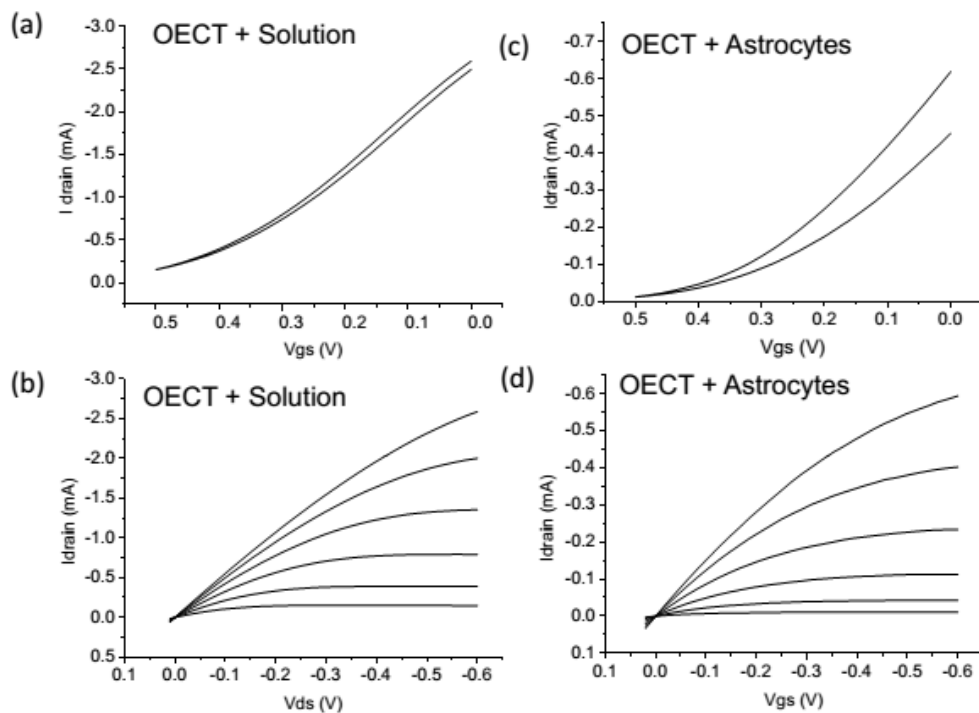 (a)
OECT + Solution
-3.0
-2.5
-2.0
-1.5
-1.0
-0.5
0.0
I drain (mA)
0.5 0.4 0.3 0.2 0.1 0.0
Vgs (V)
(c)
OECT + Astrocytes
-0.7
-0.6
-0.5
-0.4
-0.3
-0.2
-0.1
0.0
Idrain (mA)
0.5 0.4 0.3 0.2 0.1 0.0
Vgs (V)
(b)
OECT + Solution
-3.0
-2.5
-2.0
-1.5
-1.0
-0.5
0.0
0.5
Idrain (mA)
0.1 0.0 -0.1 -0.2 -0.3 -0.4 -0.5 -0.6
Vds (V)
(d)
OECT + Astrocytes
-0.6
-0.5
-0.4
-0.3
-0.2
-0.1
0.0
0.1
Idrain (mA)
0.1 0.0 -0.1 -0.2 -0.3 -0.4 -0.5 -0.6
Vgs (V)